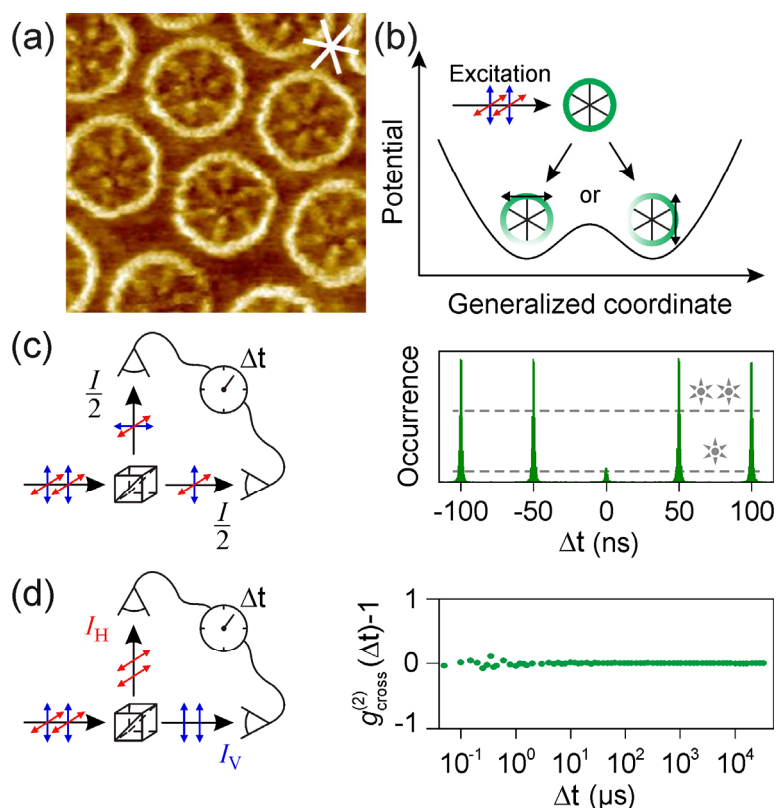 (a)
(b)
Excitation
or
Potential
Generalized coordinate
(c)
Δt
I/2
I/2
Occurrence
-100 -50 0 50 100
Δt (ns)
(d)
Δt
I_H
I_V
g^{(2)}_{cross}(Δt)-1
1
0
-1
10^{-1} 10^0 10^1 10^2 10^3 10^4
Δt (µs)